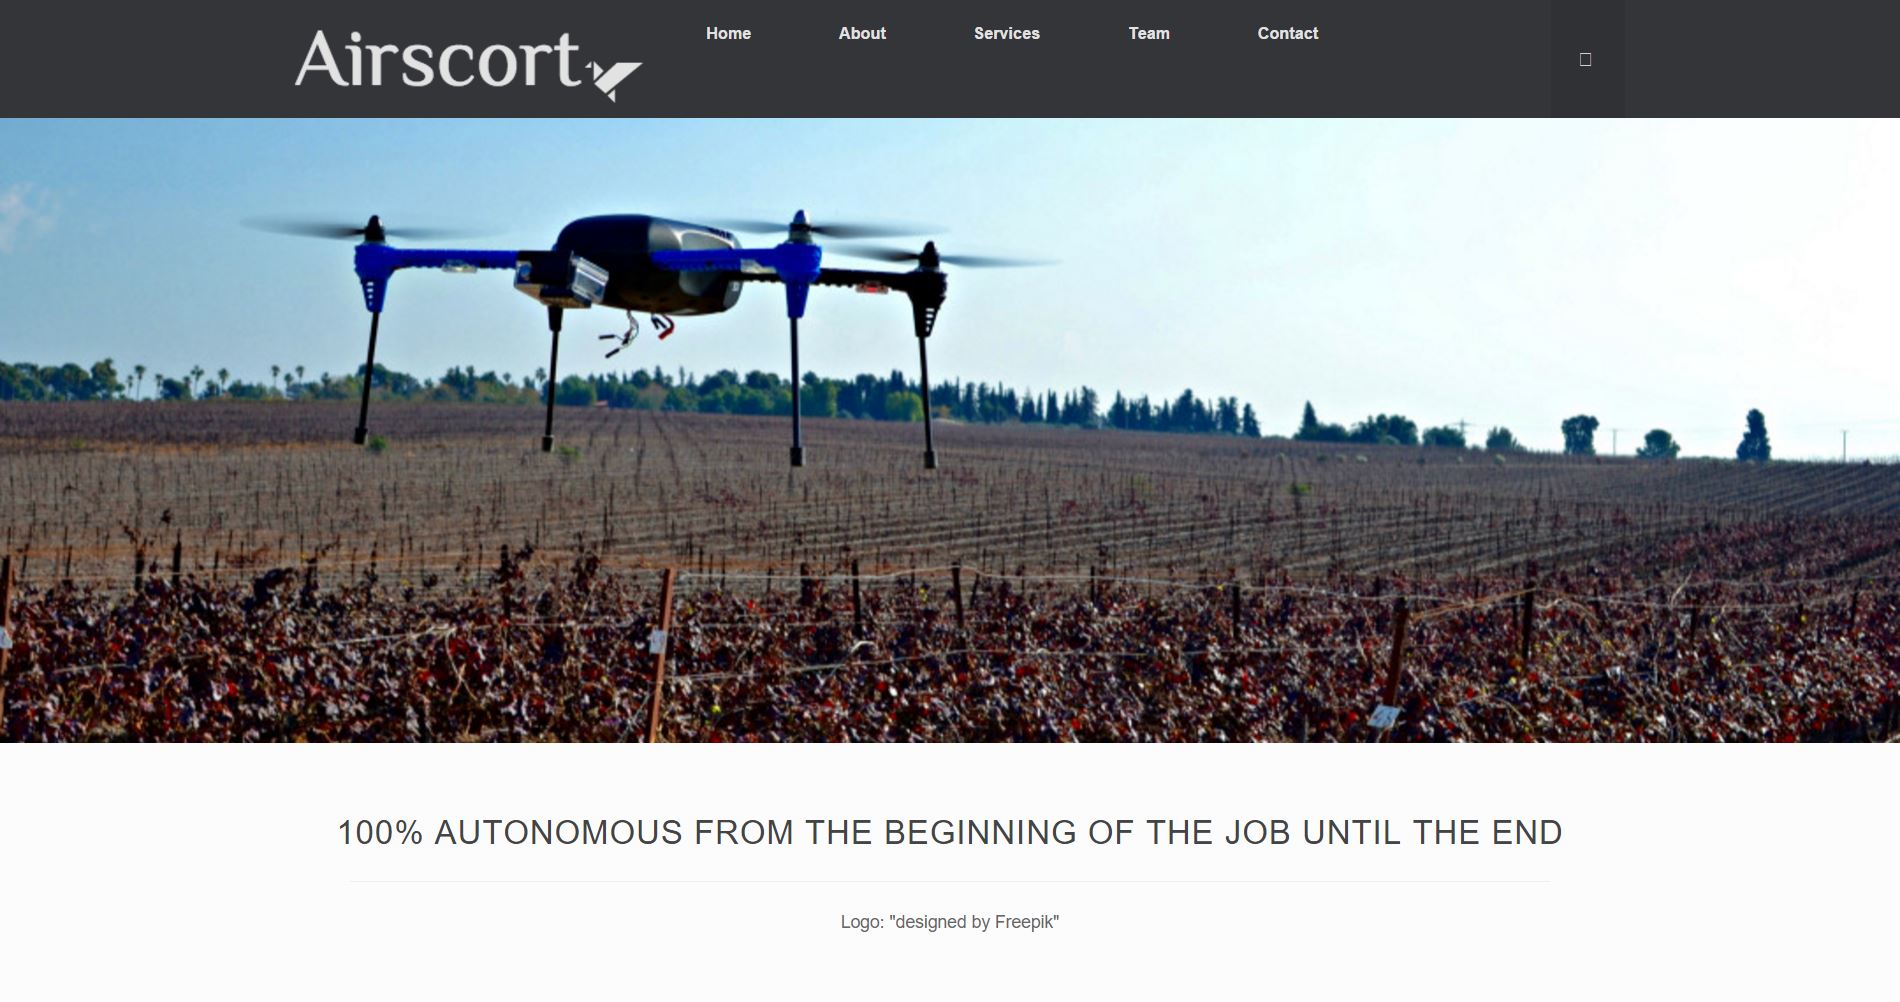 Airscort
Home About Services Team Contact
100% AUTONOMOUS FROM THE BEGINNING OF THE JOB UNTIL THE END
Logo: "designed by Freepik"